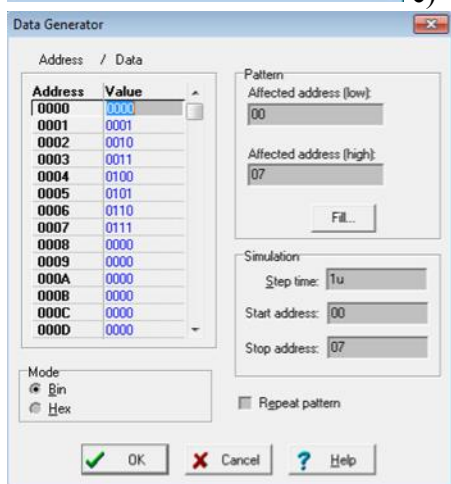 c)
Data Generator
Address / Data
Address Value
0000 0000
0001 0001
0002 0010
0003 0011
0004 0100
0005 0101
0006 0110
0007 0111
0008 0000
0009 0000
000A 0000
000B 0000
000C 0000
000D 0000
Mode
Bin
Hex
Pattern
Affected address (low):
00
Affected address (high):
07
Fill...
Simulation
Step time: 1u
Start address: 00
Stop address: 07
Repeat pattern
OK Cancel Help